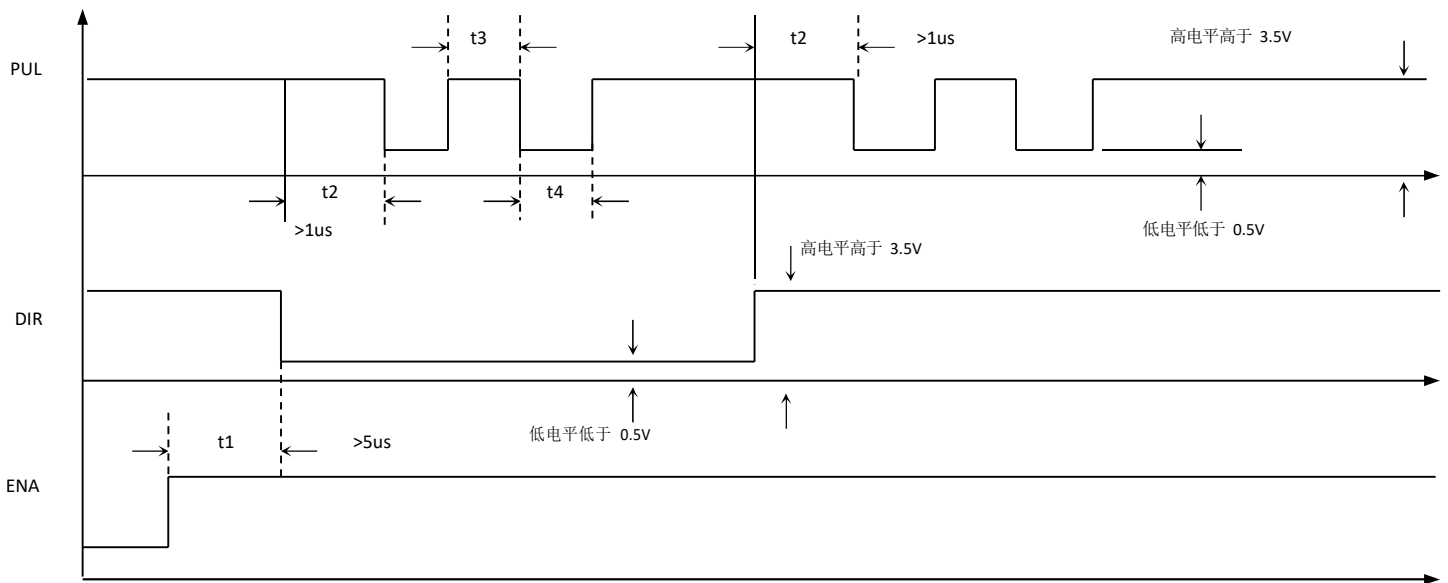 t3
t2
>1us
高电平高于 3.5V
PUL
t2
t4
>1us
低电平低于 0.5V
高电平高于 3.5V
DIR
t1
>5us
低电平低于 0.5V
ENA